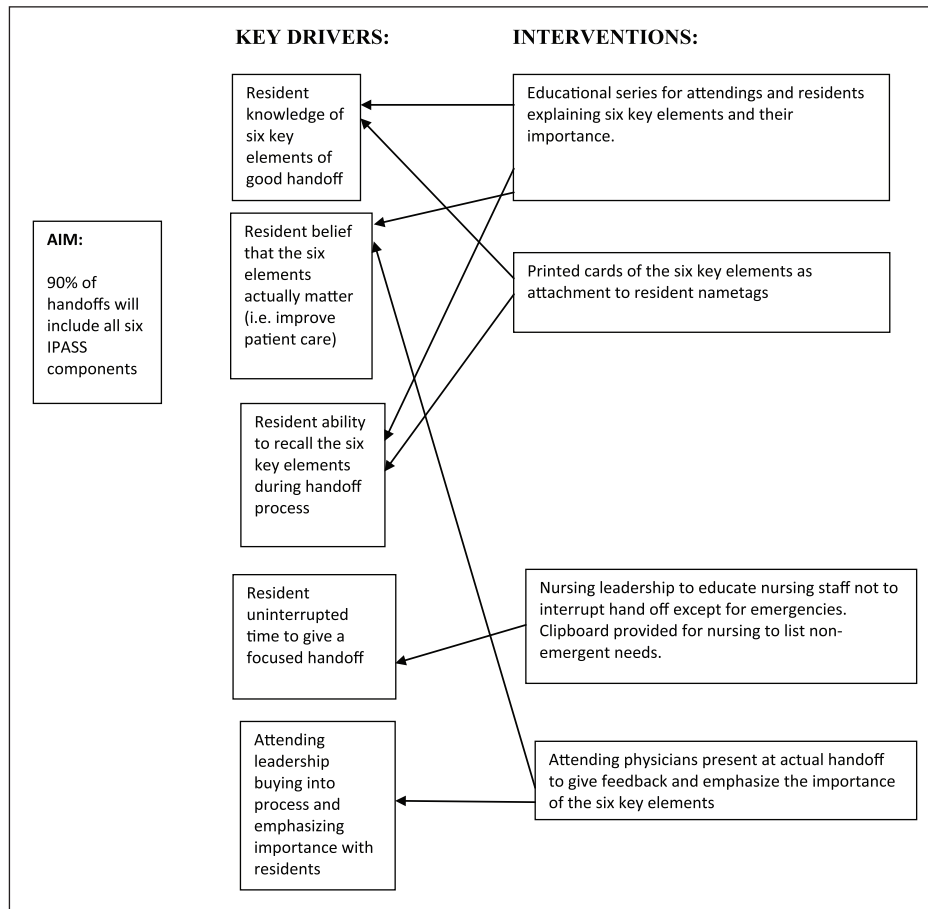 KEY DRIVERS:
INTERVENTIONS:
AIM:
90% of
handoffs will
include all six
IPASS
components
Resident
knowledge of
six key
elements of
good handoff
Resident belief
that the six
elements
actually matter
(i.e. improve
patient care)
Resident ability
to recall the six
key elements
during handoff
process
Resident
uninterrupted
time to give a
focused handoff
Attending
leadership
buying into
process and
emphasizing
importance with
residents
Educational series for attendings and residents
explaining six key elements and their
importance.
Printed cards of the six key elements as
attachment to resident nametags
Nursing leadership to educate nursing staff not to
interrupt hand off except for emergencies.
Clipboard provided for nursing to list non-
emergent needs.
Attending physicians present at actual handoff
to give feedback and emphasize the importance
of the six key elements